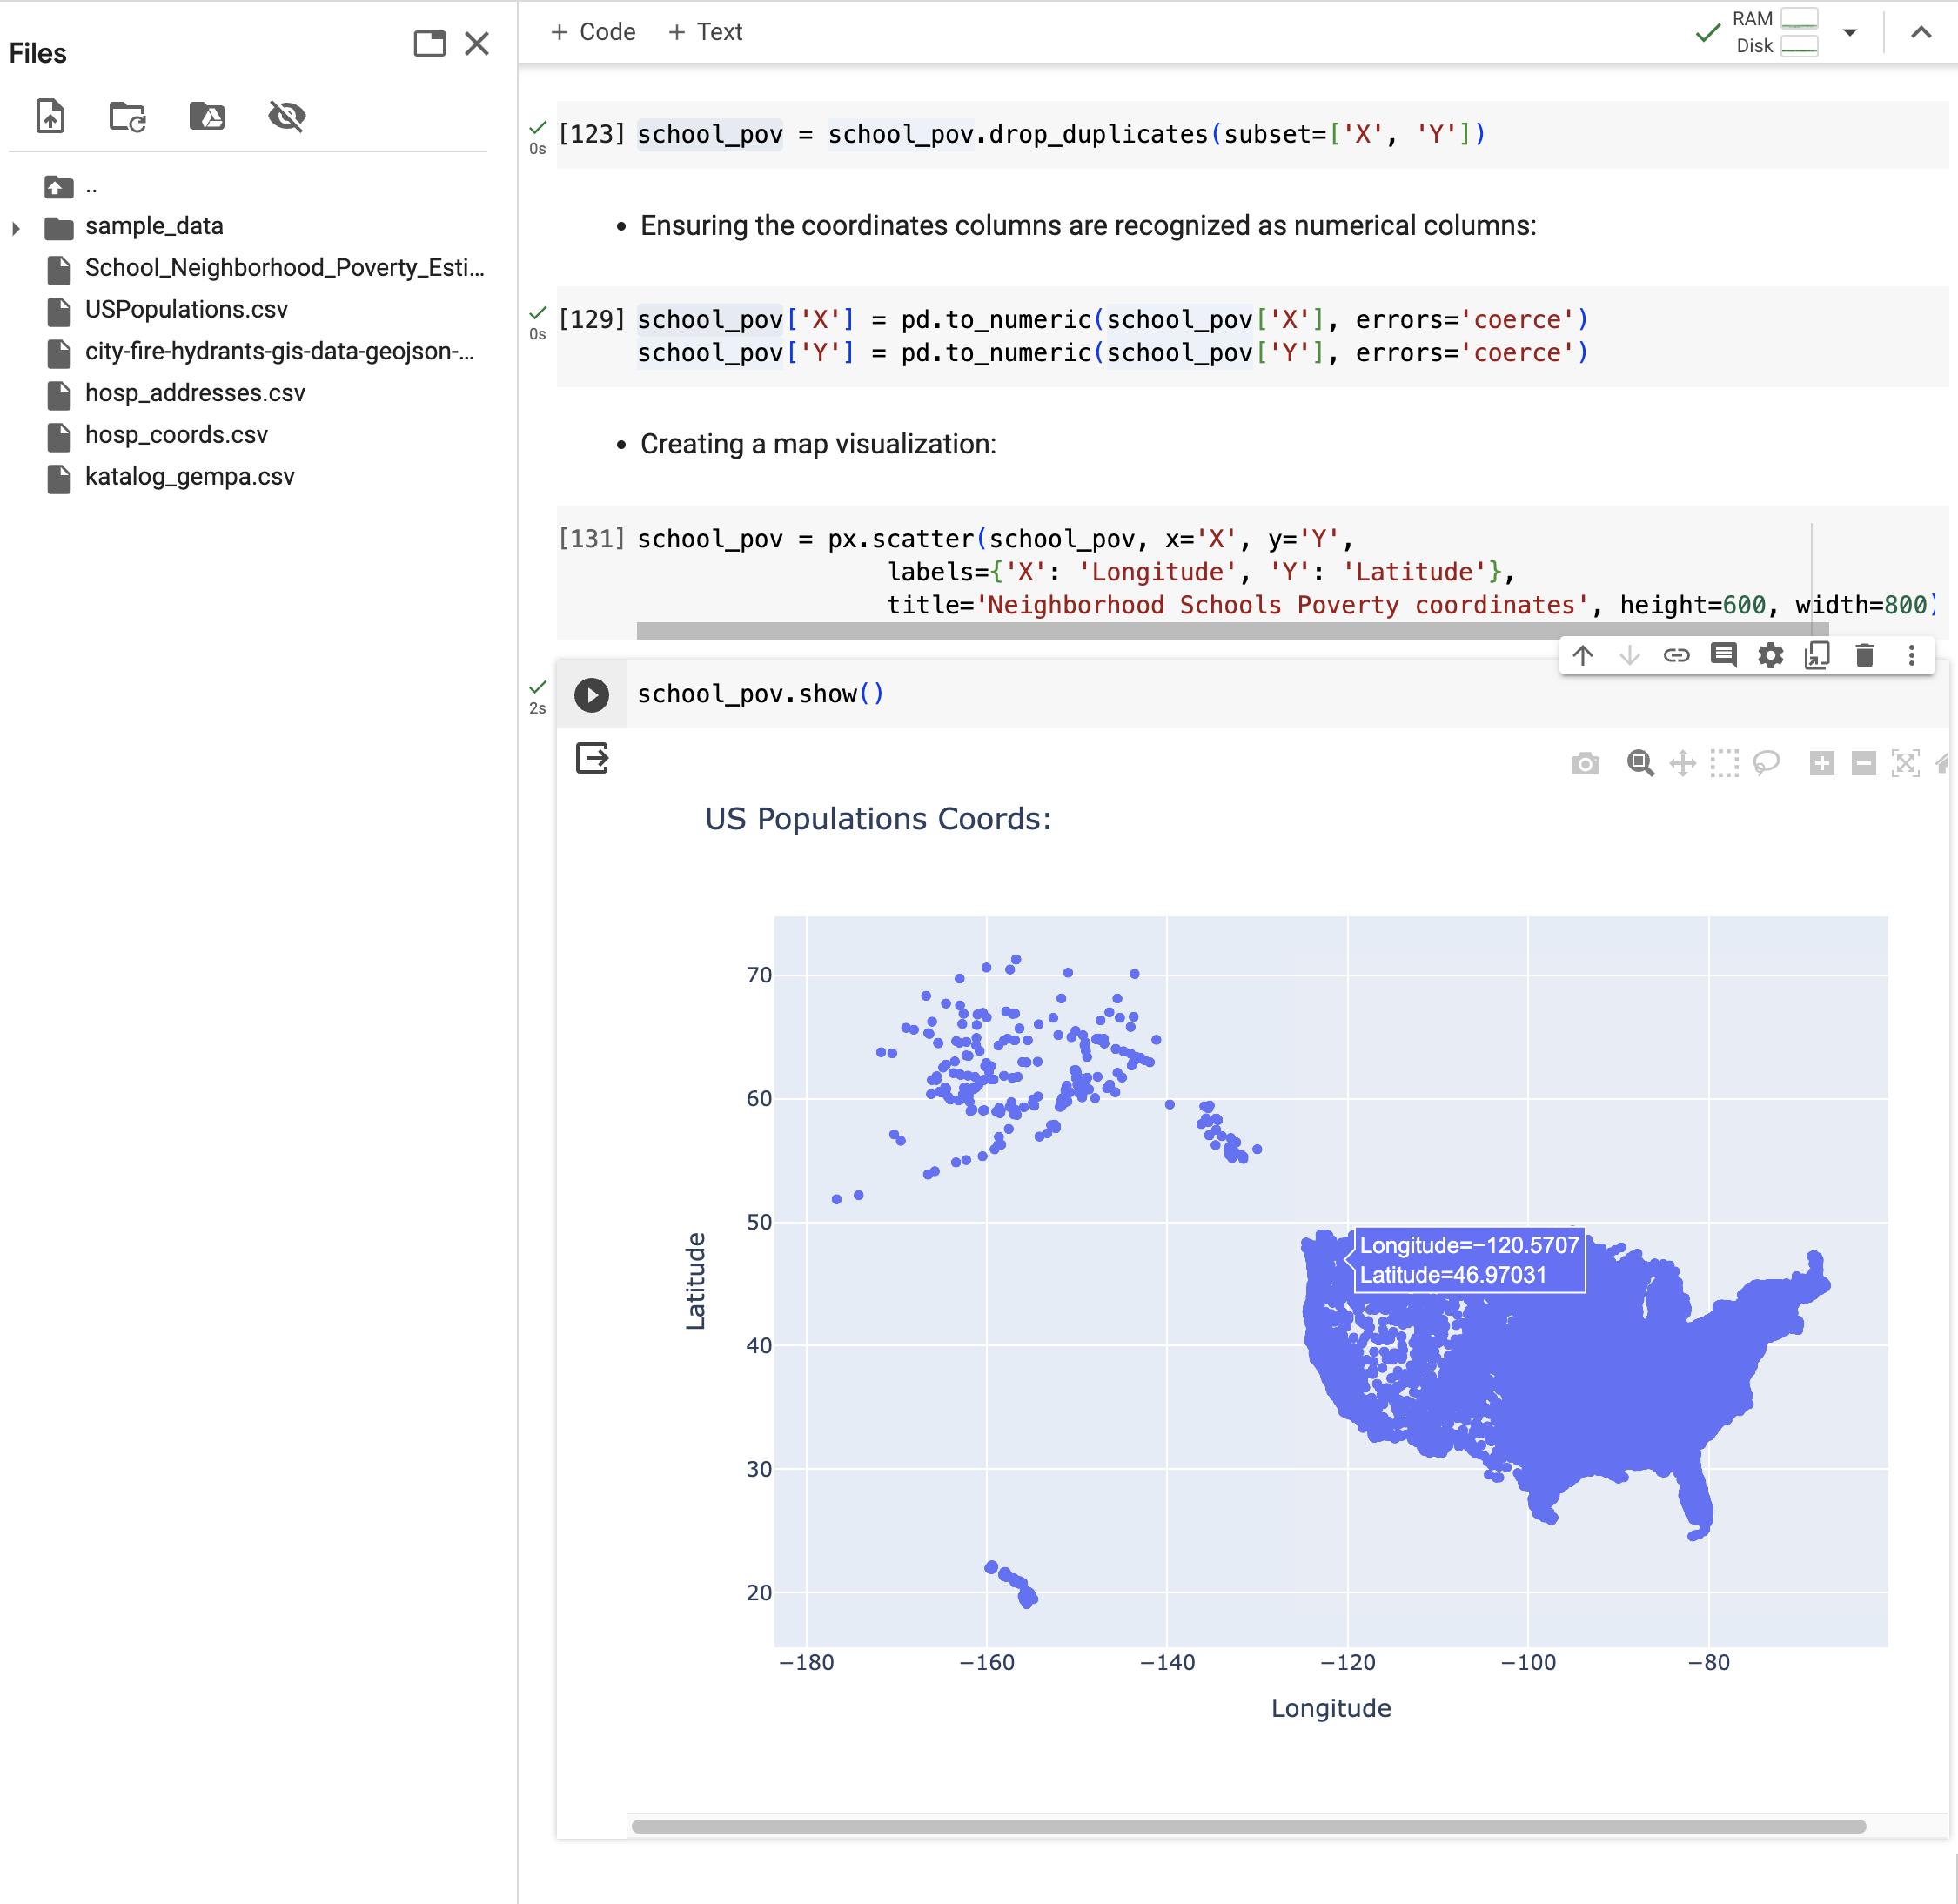 Files
..
sample_data
School_Neighborhood_Poverty_Esti...
USPopulations.csv
city-fire-hydrants-gis-data-geojson-...
hosp_addresses.csv
hosp_coords.csv
katalog_gempa.csv
+ Code + Text
RAM
Disk
0s
[123] school_pov = school_pov.drop_duplicates(subset=['X', 'Y'])
• Ensuring the coordinates columns are recognized as numerical columns:
0s
[129] school_pov['X'] = pd.to_numeric(school_pov['X'], errors='coerce')
school_pov['Y'] = pd.to_numeric(school_pov['Y'], errors='coerce')
• Creating a map visualization:
[131] school_pov = px.scatter(school_pov, x='X', y='Y',
labels={'X': 'Longitude', 'Y': 'Latitude'},
title='Neighborhood Schools Poverty coordinates', height=600, width=800)
2s
school_pov.show()
US Populations Coords:
70
60
50
40
30
20
Latitude
Longitude=−120.5707
Latitude=46.97031
−180 −160 −140 −120 −100 −80
Longitude